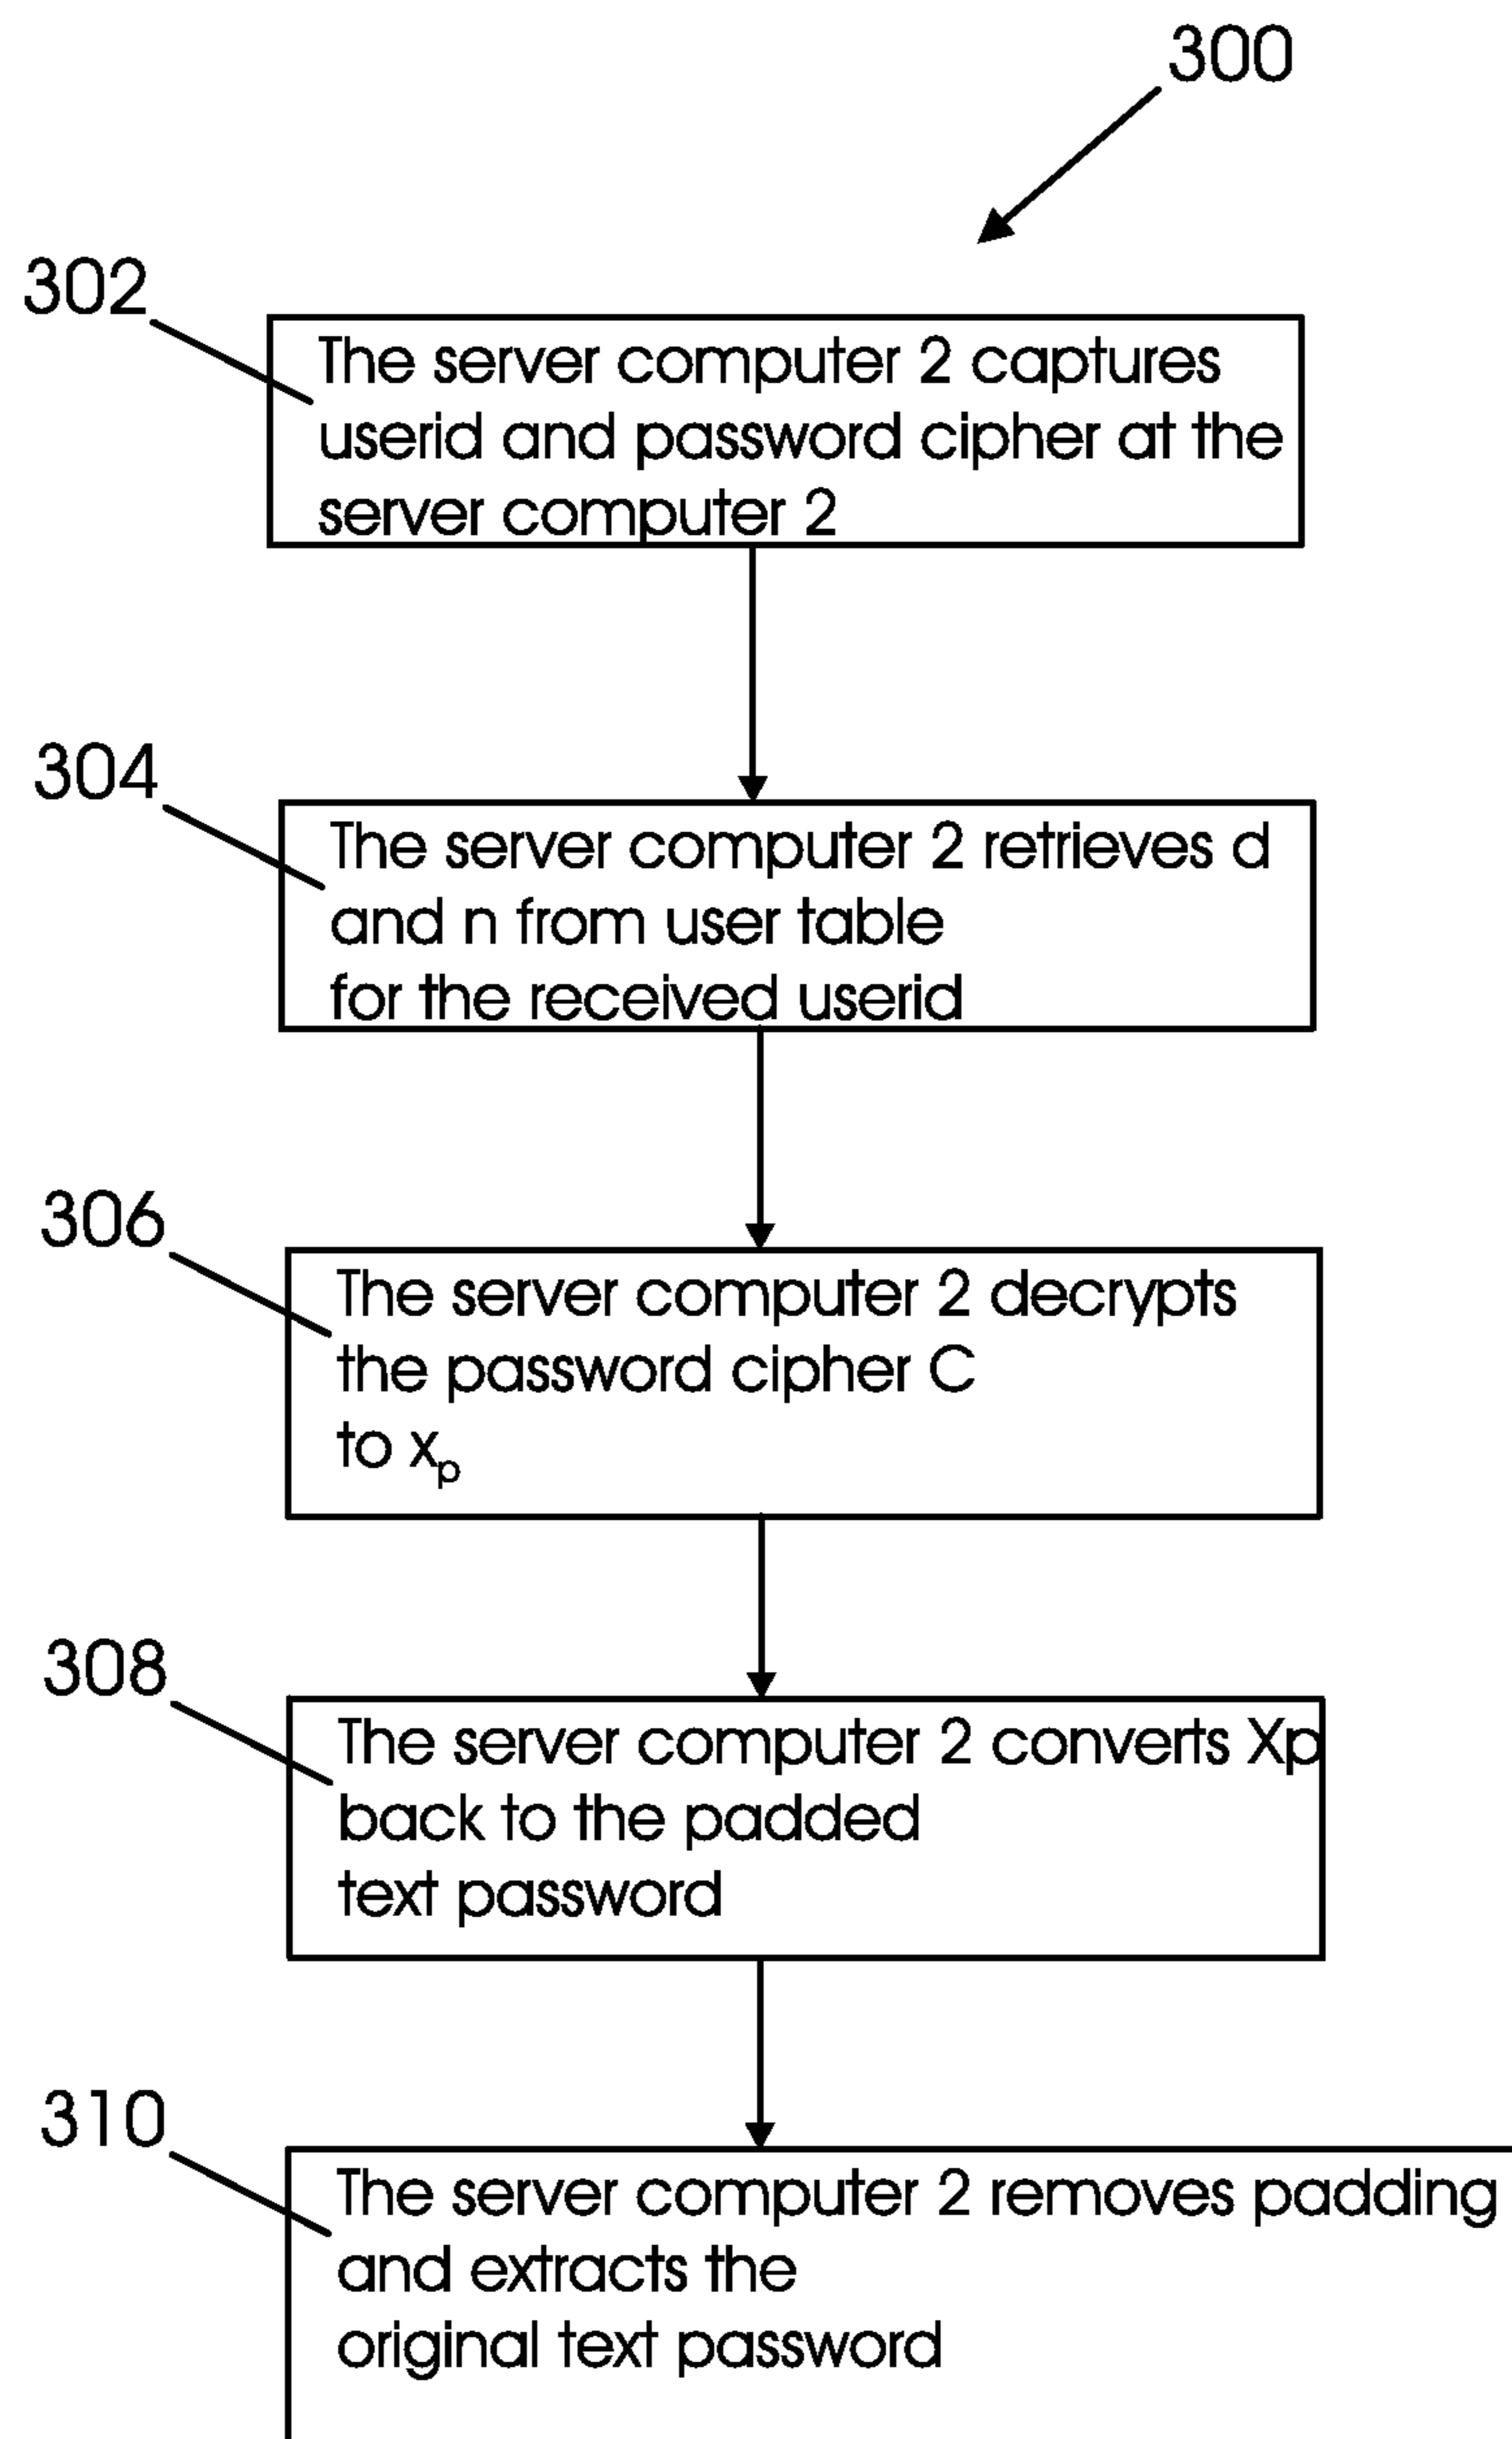 300
302
The server computer 2 captures
userid and password cipher at the
server computer 2
304
The server computer 2 retrieves d
and n from user table
for the received userid
306
The server computer 2 decrypts
the password cipher C
to xₚ
308
The server computer 2 converts Xp
back to the padded
text password
310
The server computer 2 removes padding
and extracts the
original text password